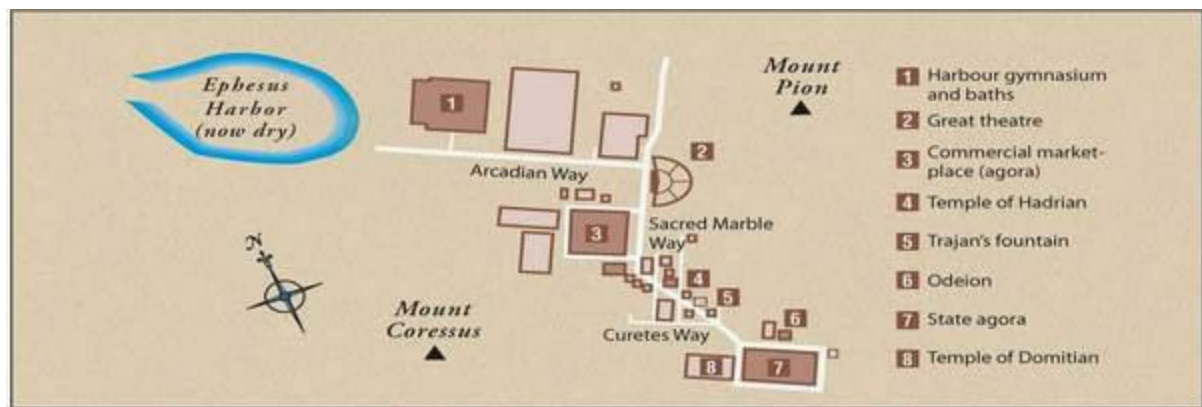 Ephesus
Harbor
(now dry)
1
Arcadian Way
2
Mount
Pion
3
Sacred Marble
Way
4
5
N
Mount
Coressus
Curetes Way
6
7
8
1 Harbour gymnasium
and baths
2 Great theatre
3 Commercial market-
place (agora)
4 Temple of Hadrian
5 Trajan's fountain
6 Odeion
7 State agora
8 Temple of Domitian